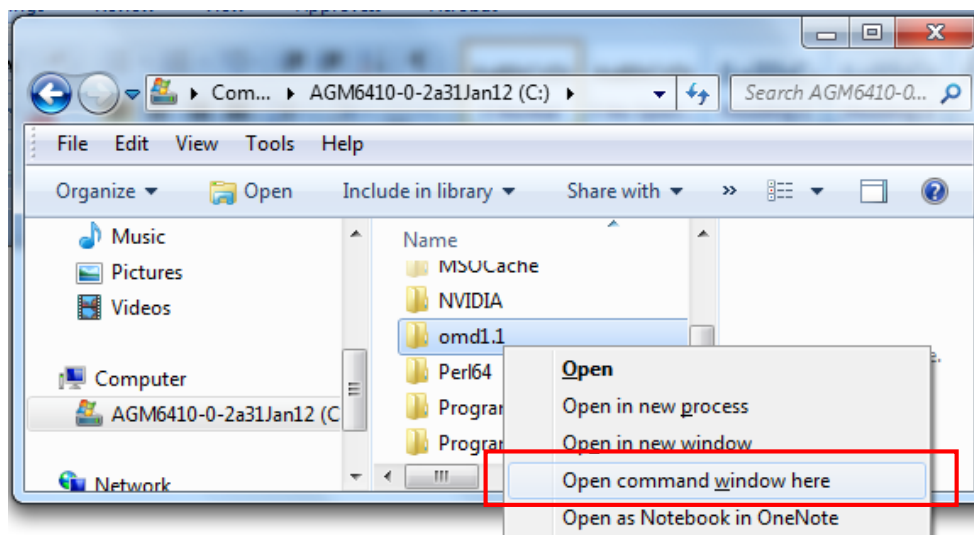 Com... AGM6410-0-2a31Jan12 (C:) Search AGM6410-0...
File Edit View Tools Help
Organize Open Include in library Share with »
Music
Pictures
Videos
Computer
AGM6410-0-2a31Jan12 (C
Network
Name
MSOCache
NVIDIA
omd1.1
Perl64
Progra
Progra
Open
Open in new process
Open in new window
Open command window here
Open as Notebook in OneNote